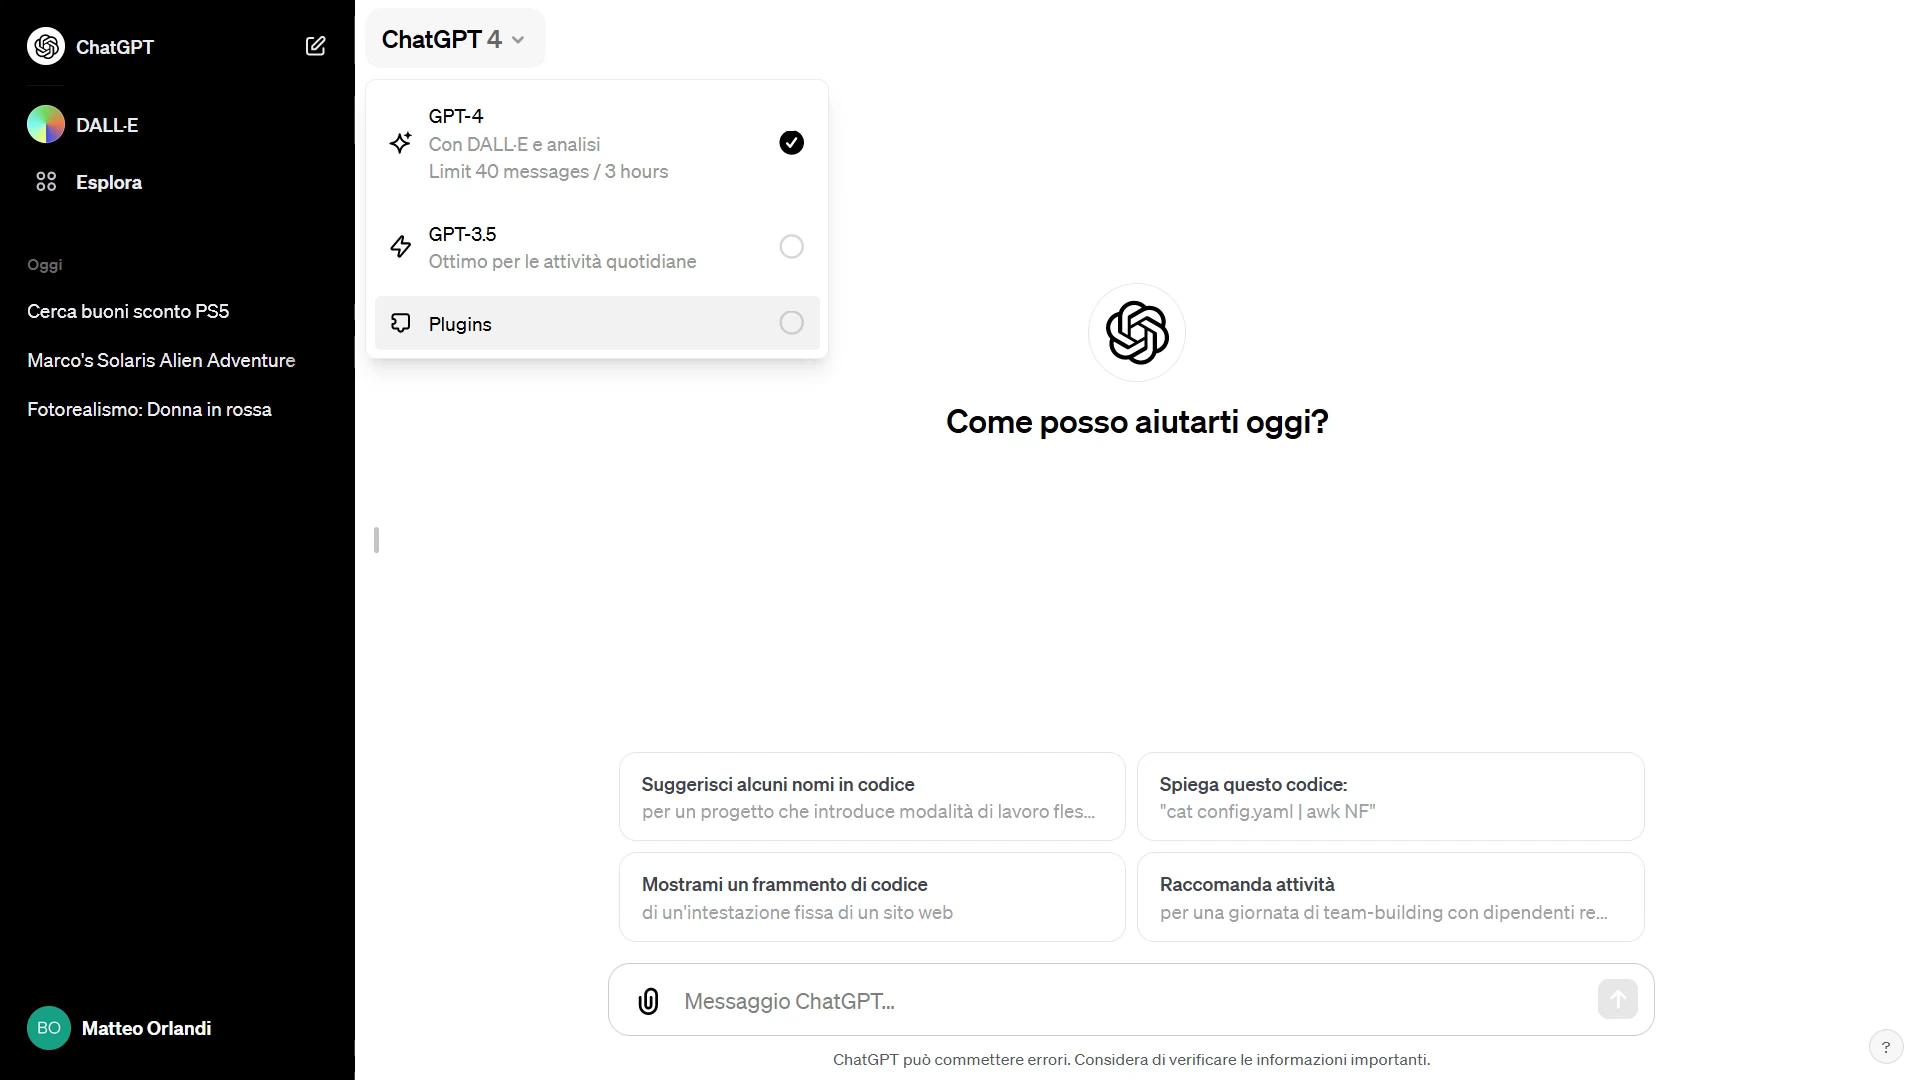 ChatGPT
DALL·E
Esplora
Oggi
Cerca buoni sconto PS5
Marco's Solaris Alien Adventure
Fotorealismo: Donna in rossa
BO
Matteo Orlandi
ChatGPT 4
GPT-4
Con DALL·E e analisi
Limit 40 messages / 3 hours
GPT-3.5
Ottimo per le attività quotidiane
Plugins
Come posso aiutarti oggi?
Suggerisci alcuni nomi in codice
per un progetto che introduce modalità di lavoro fles...
Spiega questo codice:
"cat config.yaml | awk NF"
Mostrami un frammento di codice
di un'intestazione fissa di un sito web
Raccomanda attività
per una giornata di team-building con dipendenti re...
Messaggio ChatGPT...
ChatGPT può commettere errori. Considera di verificare le informazioni importanti.
?